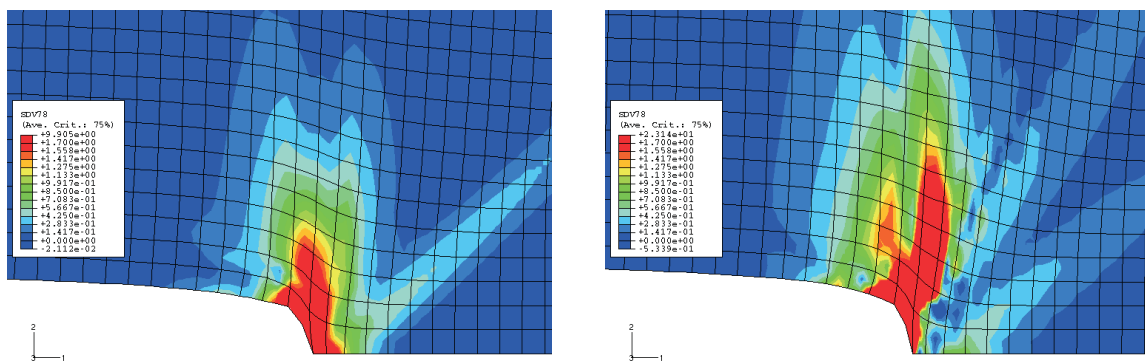 SDV78
(Ave. Crit.: 75%)
+9.905e+00
+1.700e+00
+1.558e+00
+1.417e+00
+1.275e+00
+1.133e+00
+9.917e-01
+8.500e-01
+7.083e-01
+5.667e-01
+4.250e-01
+2.833e-01
+1.417e-01
+0.000e+00
-2.112e-02
2
3
1
SDV78
(Ave. Crit.: 75%)
+2.314e+01
+1.700e+00
+1.558e+00
+1.417e+00
+1.275e+00
+1.133e+00
+9.917e-01
+8.500e-01
+7.083e-01
+5.667e-01
+4.250e-01
+2.833e-01
+1.417e-01
+0.000e+00
-5.339e-01
2
3
1